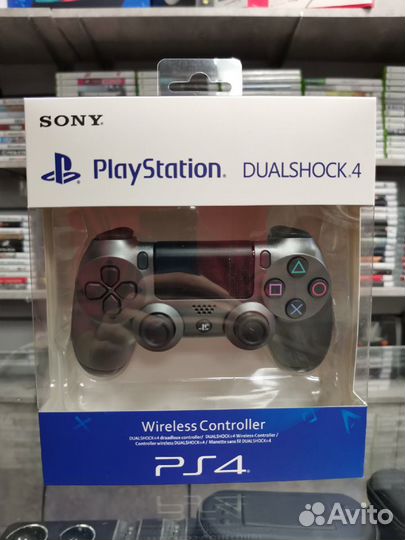 SONY
PlayStation. DUALSHOCK.4
Wireless Controller
DUALSHOCK•4 draadloux controller/ DUALSHOCK•4 Wireless-Controller /
Controller wireless DUALSHOCK•4 / Manette sans fil DUALSHOCK•4
PS4
Avito